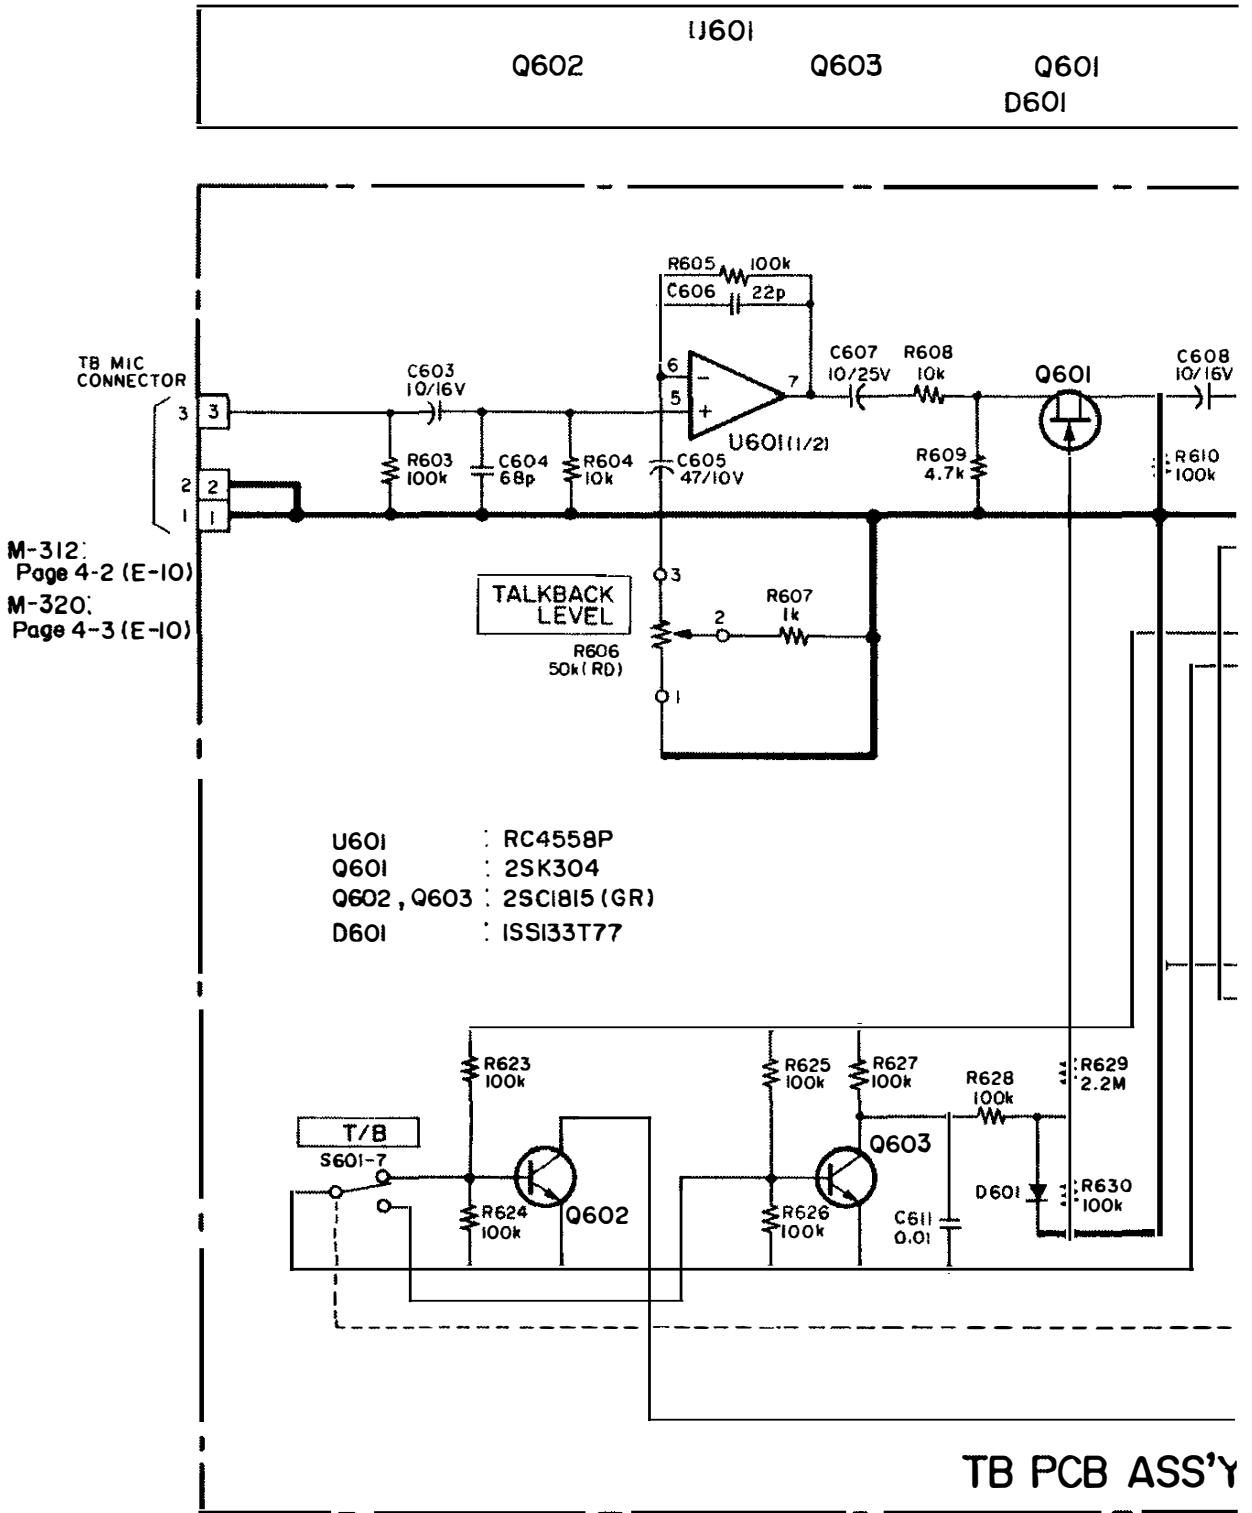 U601
Q602 Q603 Q601
D601
R605 100k
C606 22p
TB MIC
CONNECTOR
C603
10/16V
C607
10/25V
R608
10k
Q601
C608
10/16V
3 3
6
5
7
U601(1/2)
R603
100k
C604
68p
R604
10k
C605
47/10V
R609
4.7k
R610
100k
2 2
1 1
M-312:
Page 4-2 (E-10)
M-320:
Page 4-3 (E-10)
3
TALKBACK
LEVEL
2
R607
1k
R606
50k(RD)
1
U601 : RC4558P
Q601 : 2SK304
Q602, Q603 : 2SC1815 (GR)
D601 : 1SS133T77
R623
100k
R625
100k
R627
100k
R628
100k
R629
2.2M
T/B
S601-7
Q603
R624
100k
Q602
R626
100k
C611
0.01
D601
R630
100k
TB PCB ASS'Y